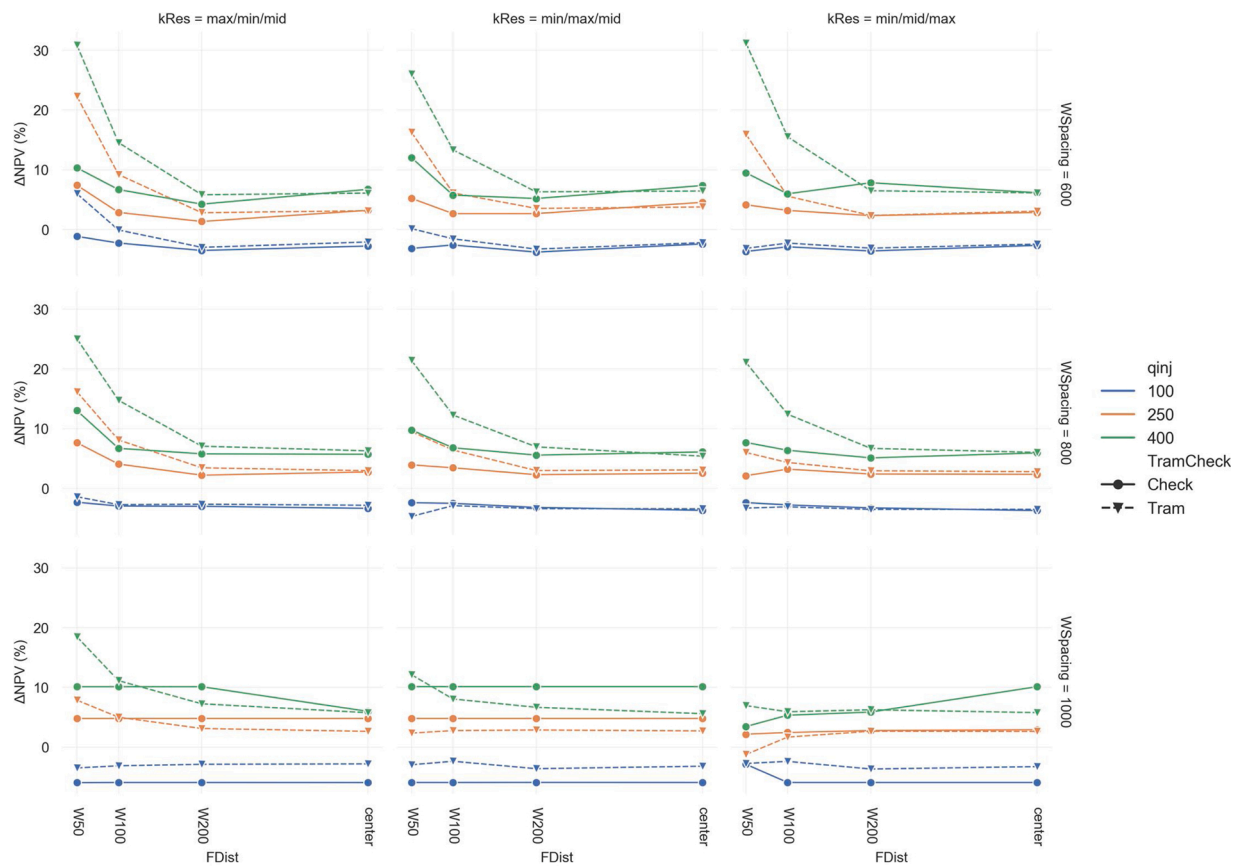 kRes = max/min/mid
kRes = min/max/mid
kRes = min/mid/max
30
20
10
0
ΔNPV (%)
WSpacing = 600
30
20
10
0
ΔNPV (%)
WSpacing = 800
30
20
10
0
ΔNPV (%)
WSpacing = 1000
W50
W100
W200
center
FDist
W50
W100
W200
center
FDist
W50
W100
W200
center
FDist
qinj
100
250
400
TramCheck
Check
Tram